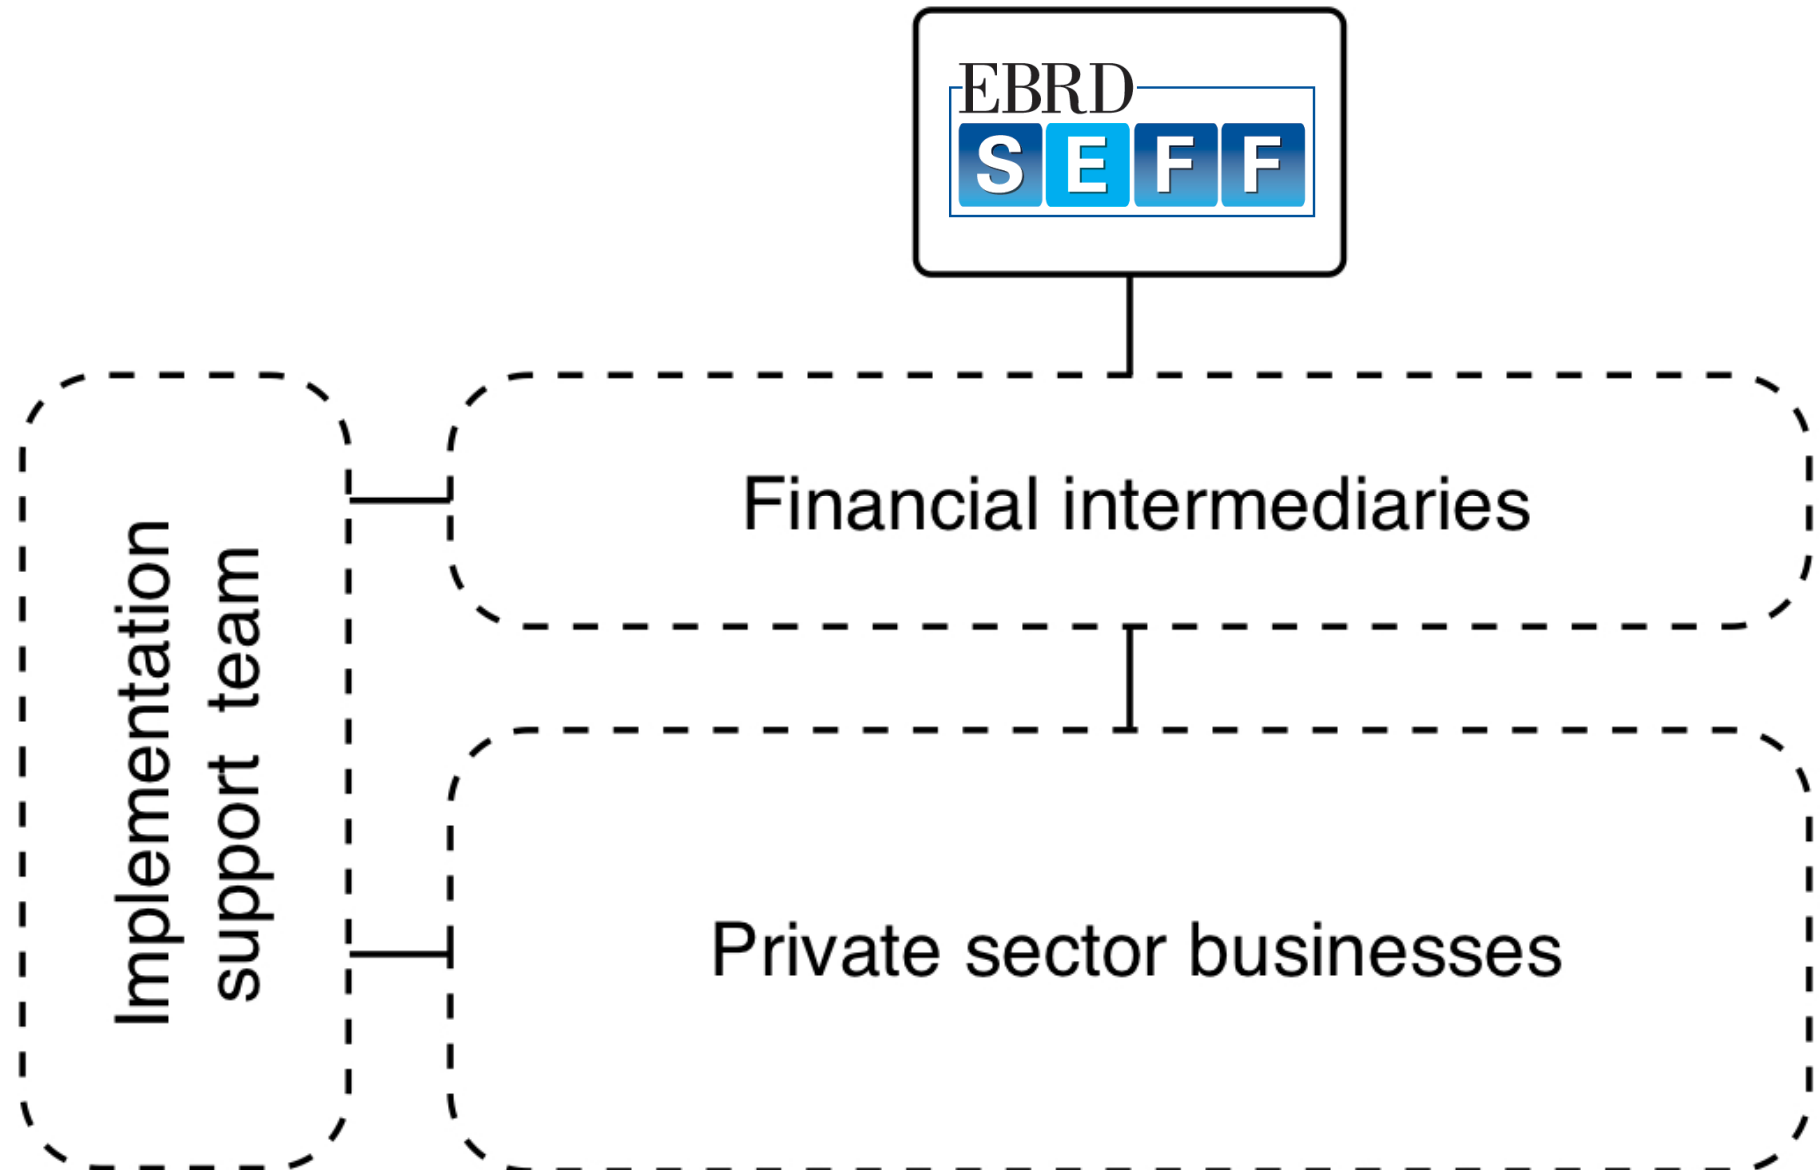 EBRD
SEFF
Financial intermediaries
Implementation
support team
Private sector businesses